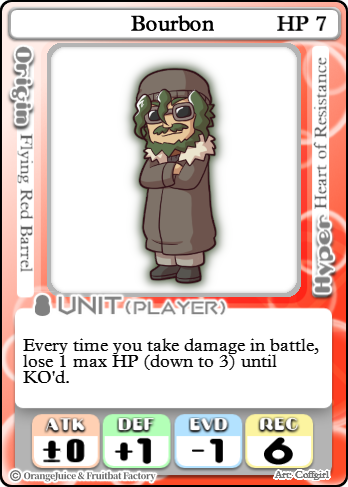 Bourbon HP 7
Origin
Flying Red Barrel
Hyper
Heart of Resistance
UNIT (PLAYER)
Every time you take damage in battle,
lose 1 max HP (down to 3) until
KO'd.
ATK DEF EVD REC
±0 +1 -1 6
© OrangeJuice & Fruitbat Factory Art: Coffgirl